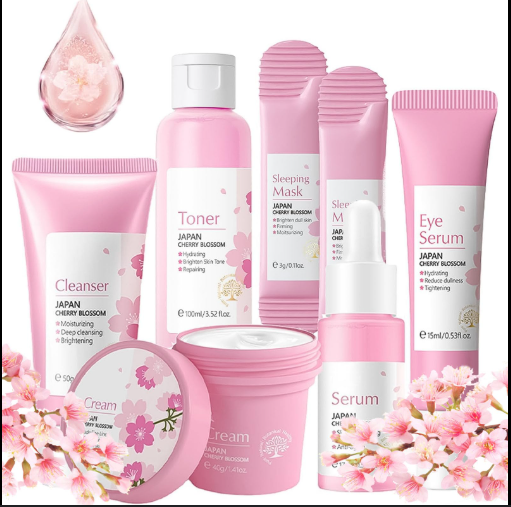 Cleanser
JAPAN
CHERRY BLOSSOM
Moisturizing
Deep cleansing
Brightening
Toner
JAPAN
CHERRY BLOSSOM
Hydrating
Brighten Skin Tone
Repairing
℮ 100ml/3.52 fl.oz.
Sleeping
Mask
JAPAN
CHERRY BLOSSOM
Brighten dull skin
Firming
Moisturizing
℮ 3g/0.11oz.
Eye
Serum
JAPAN
CHERRY BLOSSOM
Hydrating
Reduce dullness
Tightening
℮ 15ml/0.53fl.oz.
Cream
CHERRY BLOSSOM
Cream
JAPAN
CHERRY BLOSSOM
℮ 40g/1.41oz.
Serum
JAPAN